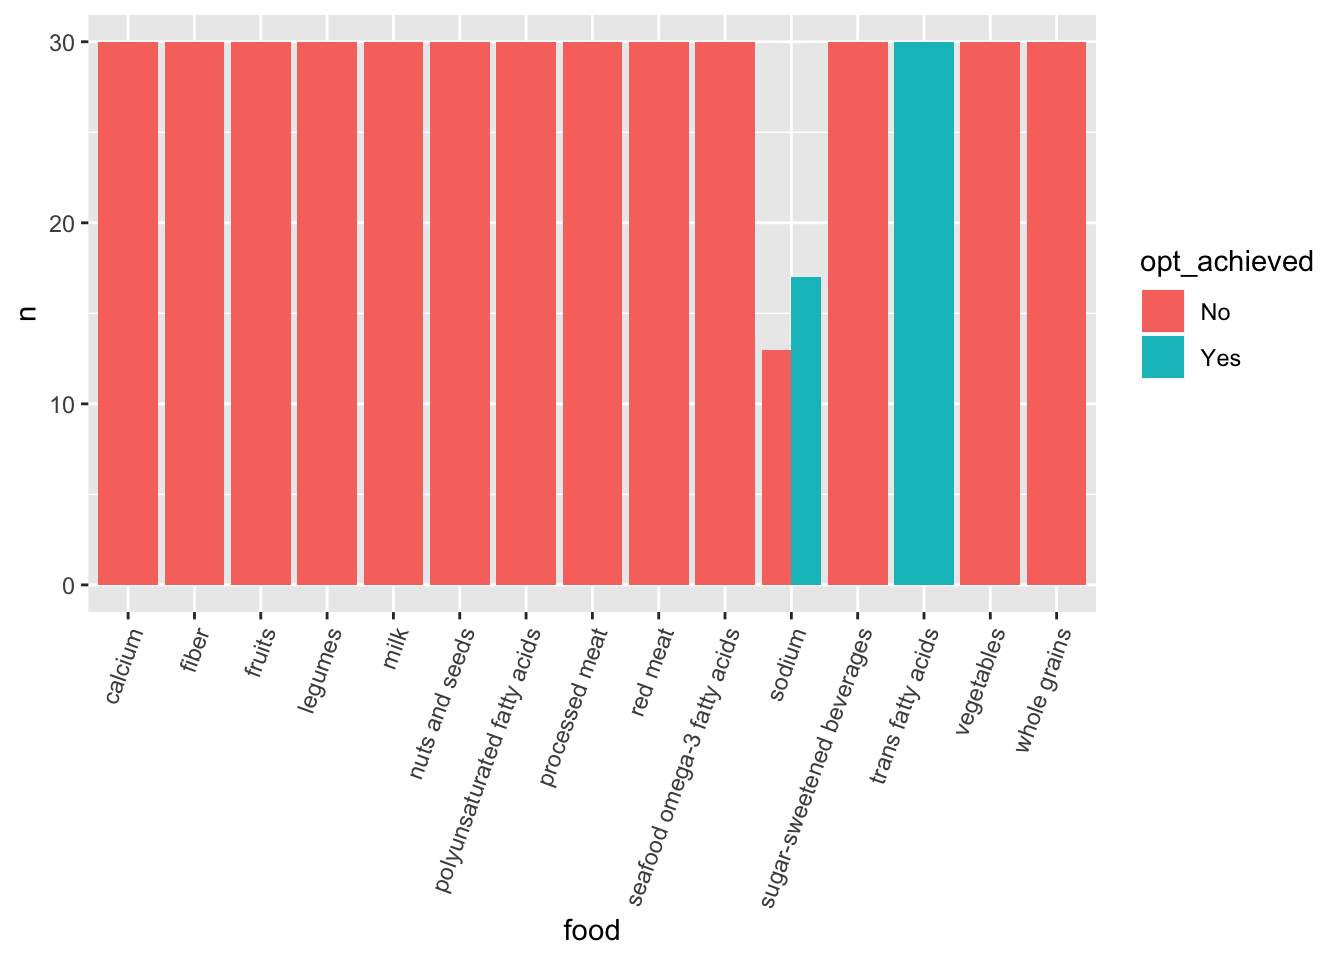 30
20
10
0
n
calcium
fiber
fruits
legumes
milk
nuts and seeds
polyunsaturated fatty acids
processed meat
red meat
seafood omega-3 fatty acids
sodium
sugar-sweetened beverages
trans fatty acids
vegetables
whole grains
food
opt_achieved
No
Yes